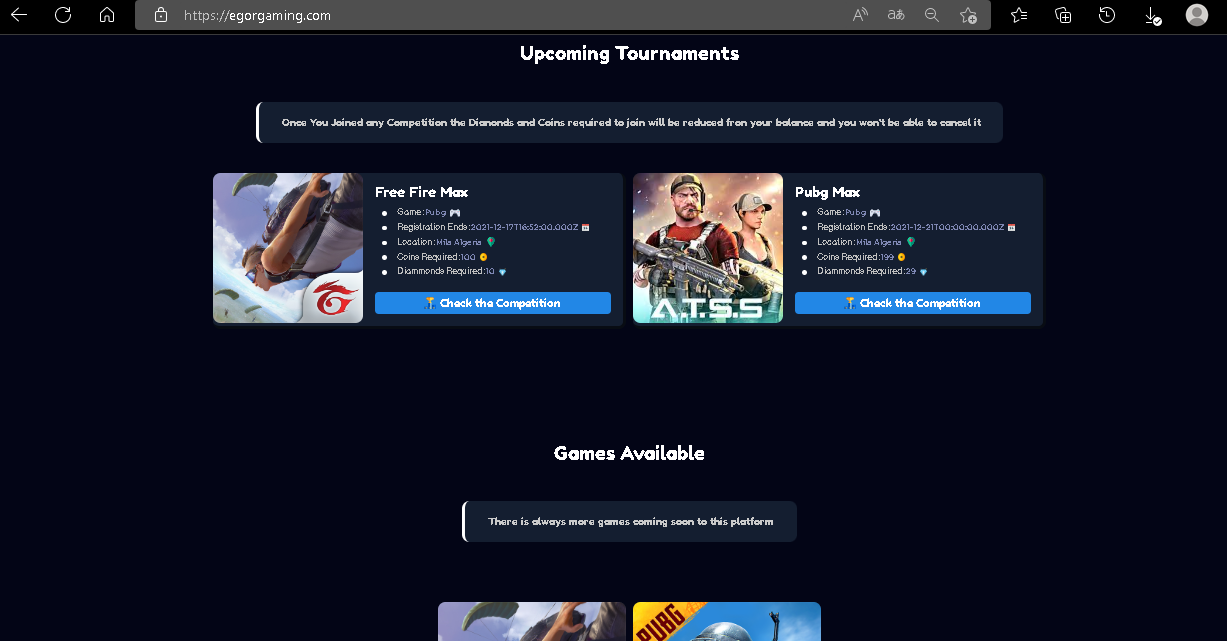 https://egorgaming.com
Upcoming Tournaments
Once You Joined any Competition the Dianonds and Coins required to join will be reduced fron your balance and you won't be able to cancel it
Free Fire Max
Game:Pubg
Registration Ends:2021-12-17T16:52:00.000Z
Location:Mila Algeria
Coins Required:100
Diammonds Required:10
Check the Competition
A.T.S.S
Pubg Max
Game:Pubg
Registration Ends:2021-12-21T00:00:00.000Z
Location:Mila Algeria
Coins Required:199
Diammonds Required:29
Check the Competition
Games Available
There is always more games coming soon to this platform
PUBG